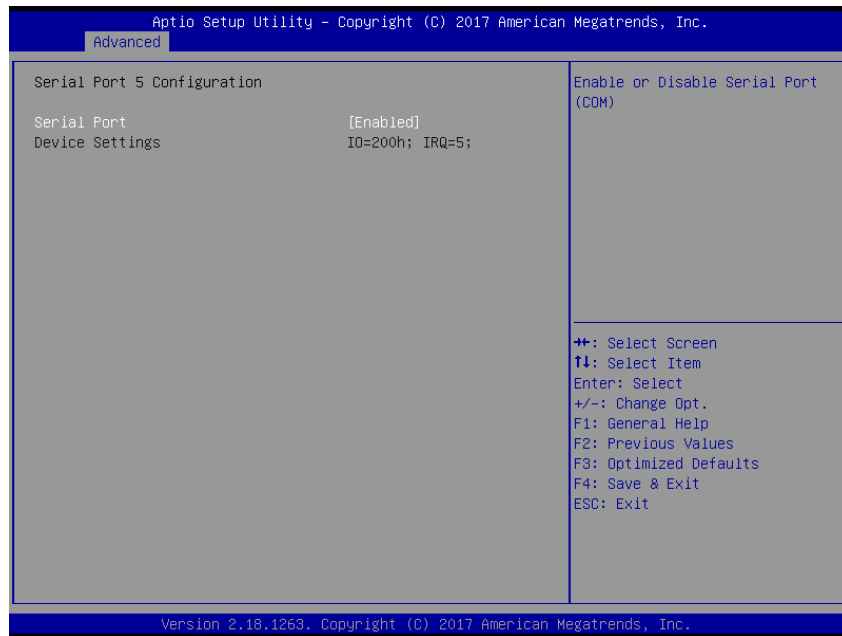 Aptio Setup Utility – Copyright (C) 2017 American Megatrends, Inc.
Advanced
Serial Port 5 Configuration
Serial Port [Enabled]
Device Settings IO=200h; IRQ=5;
Enable or Disable Serial Port
(COM)
→←: Select Screen
↑↓: Select Item
Enter: Select
+/-: Change Opt.
F1: General Help
F2: Previous Values
F3: Optimized Defaults
F4: Save & Exit
ESC: Exit
Version 2.18.1263. Copyright (C) 2017 American Megatrends, Inc.